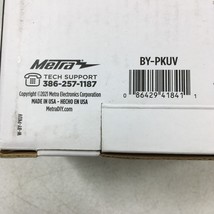 Metra
TECH SUPPORT
386-257-1187
Copyright ©2021 Metra Electronics Corporation
MADE IN USA • HECHO EN USA
MetraDIY.com
BY-PKUV
0 86429 41841 1